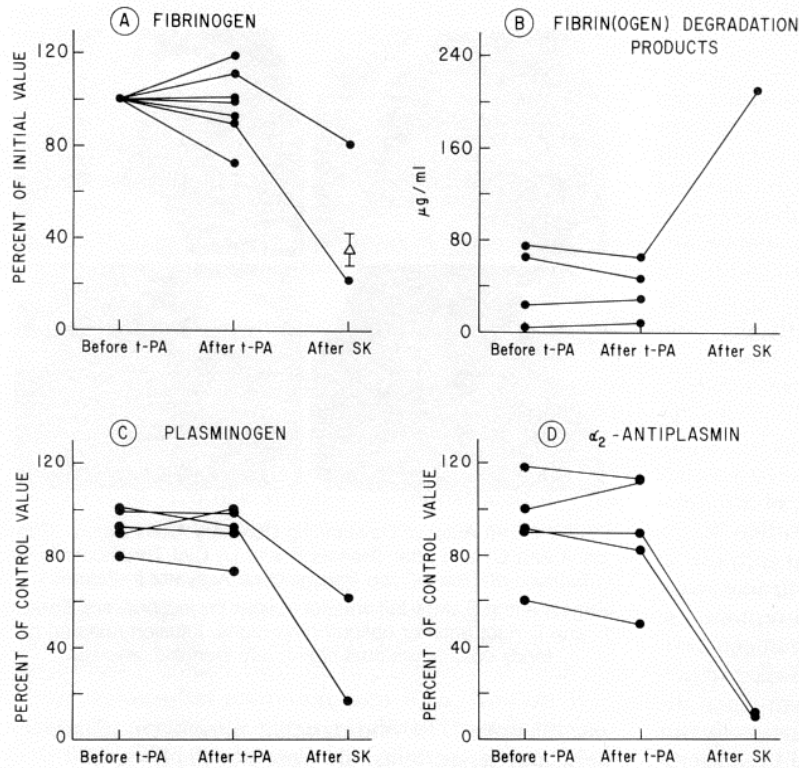 A FIBRINOGEN
PERCENT OF INITIAL VALUE
120
80
40
0
Before t-PA After t-PA After SK
B FIBRIN(OGEN) DEGRADATION
PRODUCTS
µg/ml
240
160
80
0
Before t-PA After t-PA After SK
C PLASMINOGEN
PERCENT OF CONTROL VALUE
120
80
40
0
Before t-PA After t-PA After SK
D α₂-ANTIPLASMIN
PERCENT OF CONTROL VALUE
120
80
40
0
Before t-PA After t-PA After SK